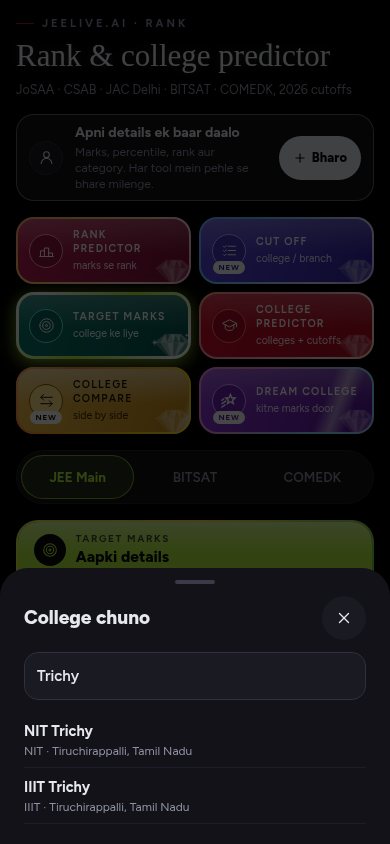 JEELIVE.AI · RANK
Rank & college predictor
JoSAA · CSAB · JAC Delhi · BITSAT · COMEDK, 2026 cutoffs
Apni details ek baar daalo
Marks, percentile, rank aur
category. Har tool mein pehle se
bhare milenge.
+ Bharo
RANK
PREDICTOR
marks se rank
CUT OFF
college / branch
NEW
TARGET MARKS
college ke liye
COLLEGE
PREDICTOR
colleges + cutoffs
COLLEGE
COMPARE
side by side
NEW
DREAM COLLEGE
kitne marks door
NEW
JEE Main
BITSAT
COMEDK
TARGET MARKS
Aapki details
College chuno
Trichy
NIT Trichy
NIT · Tiruchirappalli, Tamil Nadu
IIIT Trichy
IIIT · Tiruchirappalli, Tamil Nadu